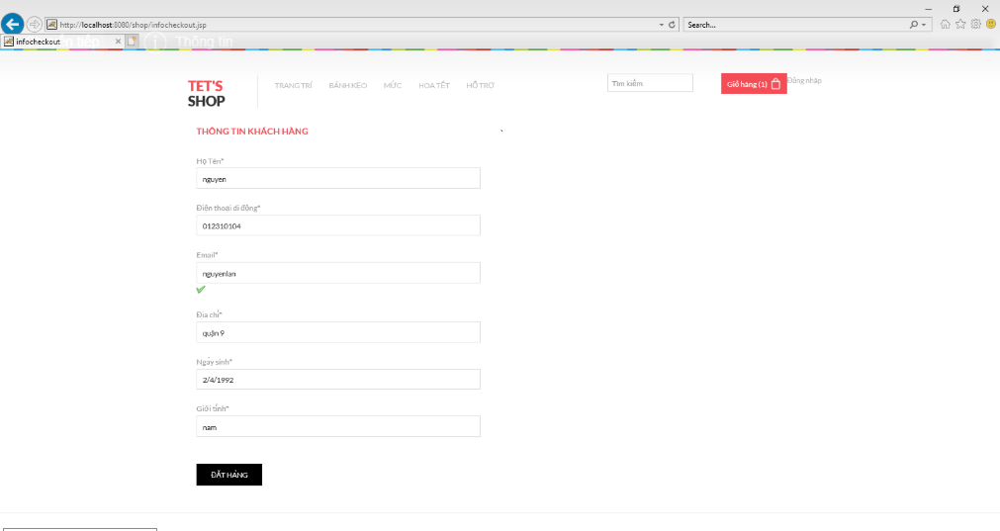 http://localhost:8080/shop/infocheckout.jsp
Search...
infocheckout
Thông tin
TET'S
SHOP
TRANG TRÍ
BÁNH KẸO
MỨC
HOA TẾT
HỖ TRỢ
Tìm kiếm
Giỏ hàng (1)
Đăng nhập
THÔNG TIN KHÁCH HÀNG
Họ Tên*
nguyen
Điện thoại di động*
012310104
Email*
nguyenlan
Địa chỉ*
quận 9
Ngày sinh*
2/4/1992
Giới tính*
nam
ĐẶT HÀNG